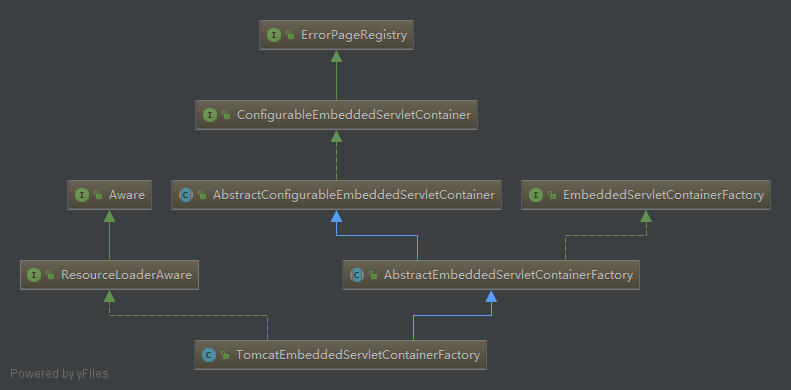 I ErrorPageRegistry
I ConfigurableEmbeddedServletContainer
I Aware
C AbstractConfigurableEmbeddedServletContainer
I EmbeddedServletContainerFactory
I ResourceLoaderAware
C AbstractEmbeddedServletContainerFactory
C TomcatEmbeddedServletContainerFactory
Powered by yFiles